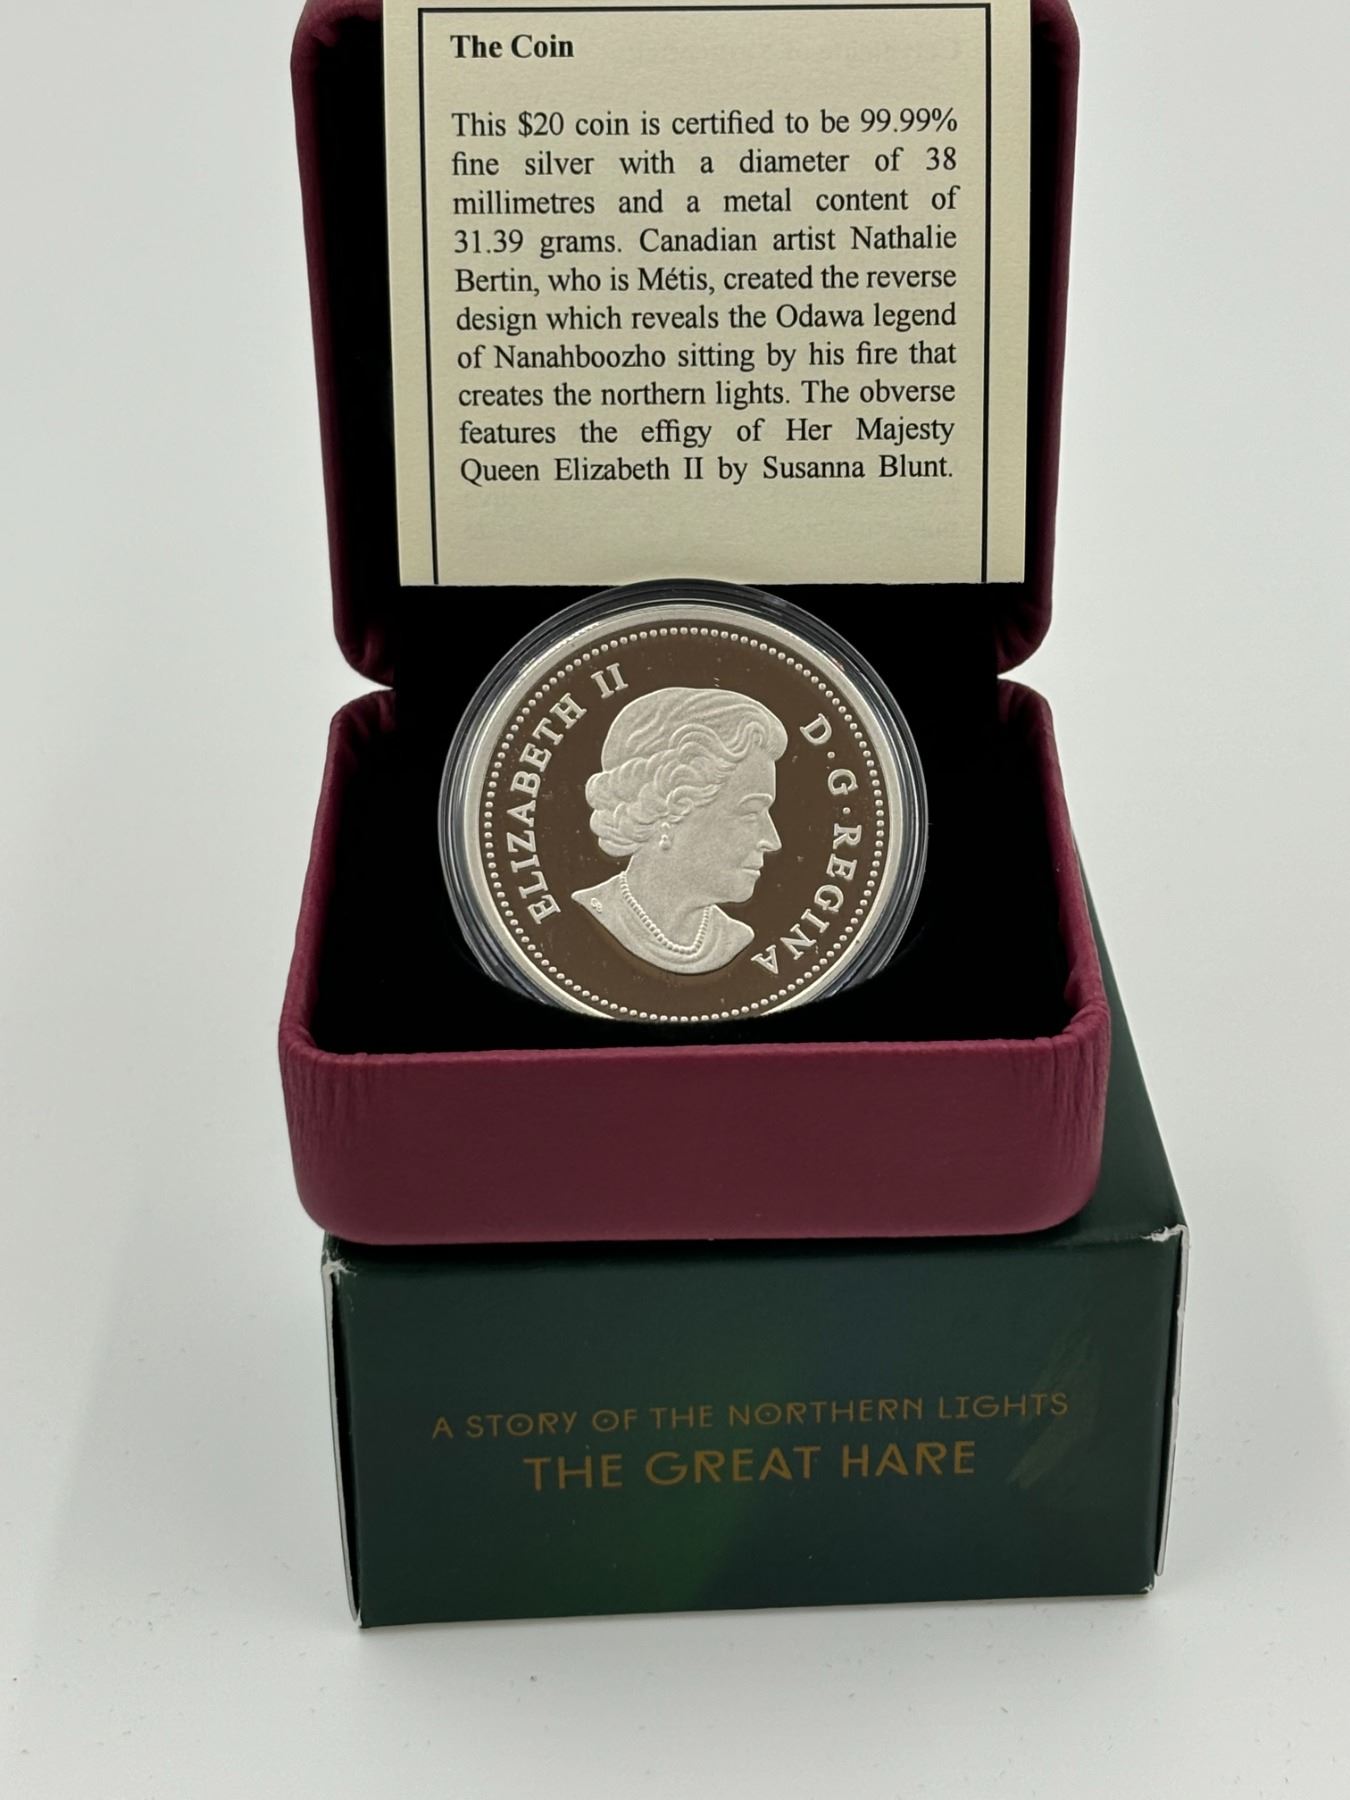 The Coin
This $20 coin is certified to be 99.99%
fine silver with a diameter of 38
millimetres and a metal content of
31.39 grams. Canadian artist Nathalie
Bertin, who is Métis, created the reverse
design which reveals the Odawa legend
of Nanahboozho sitting by his fire that
creates the northern lights. The obverse
features the effigy of Her Majesty
Queen Elizabeth II by Susanna Blunt.
ELIZABETH II
D·G·REGINA
A STORY OF THE NORTHERN LIGHTS
THE GREAT HARE